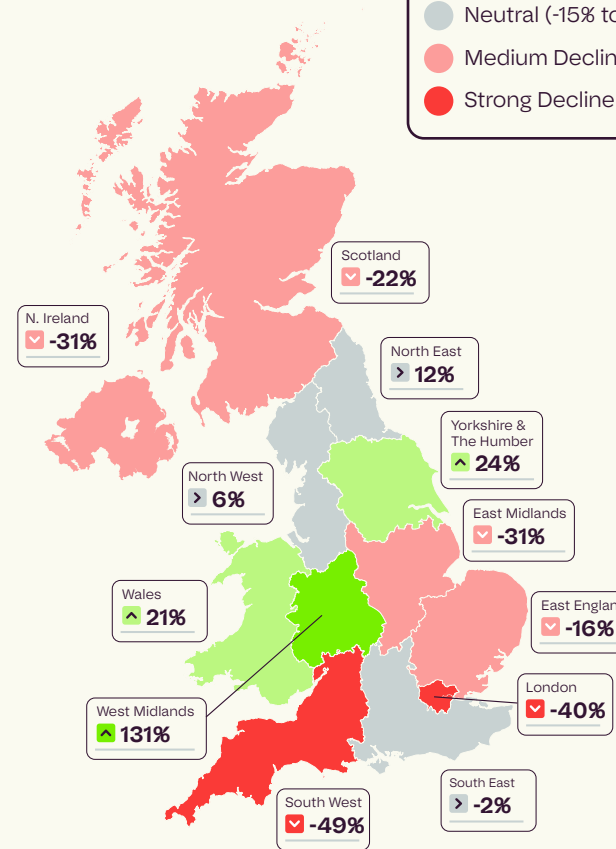 Neutral (-15% to
Medium Declin
Strong Decline
Scotland
-22%
N. Ireland
-31%
North East
12%
Yorkshire &
The Humber
24%
North West
6%
East Midlands
-31%
Wales
21%
East Englan
-16%
London
-40%
West Midlands
131%
South East
-2%
South West
-49%